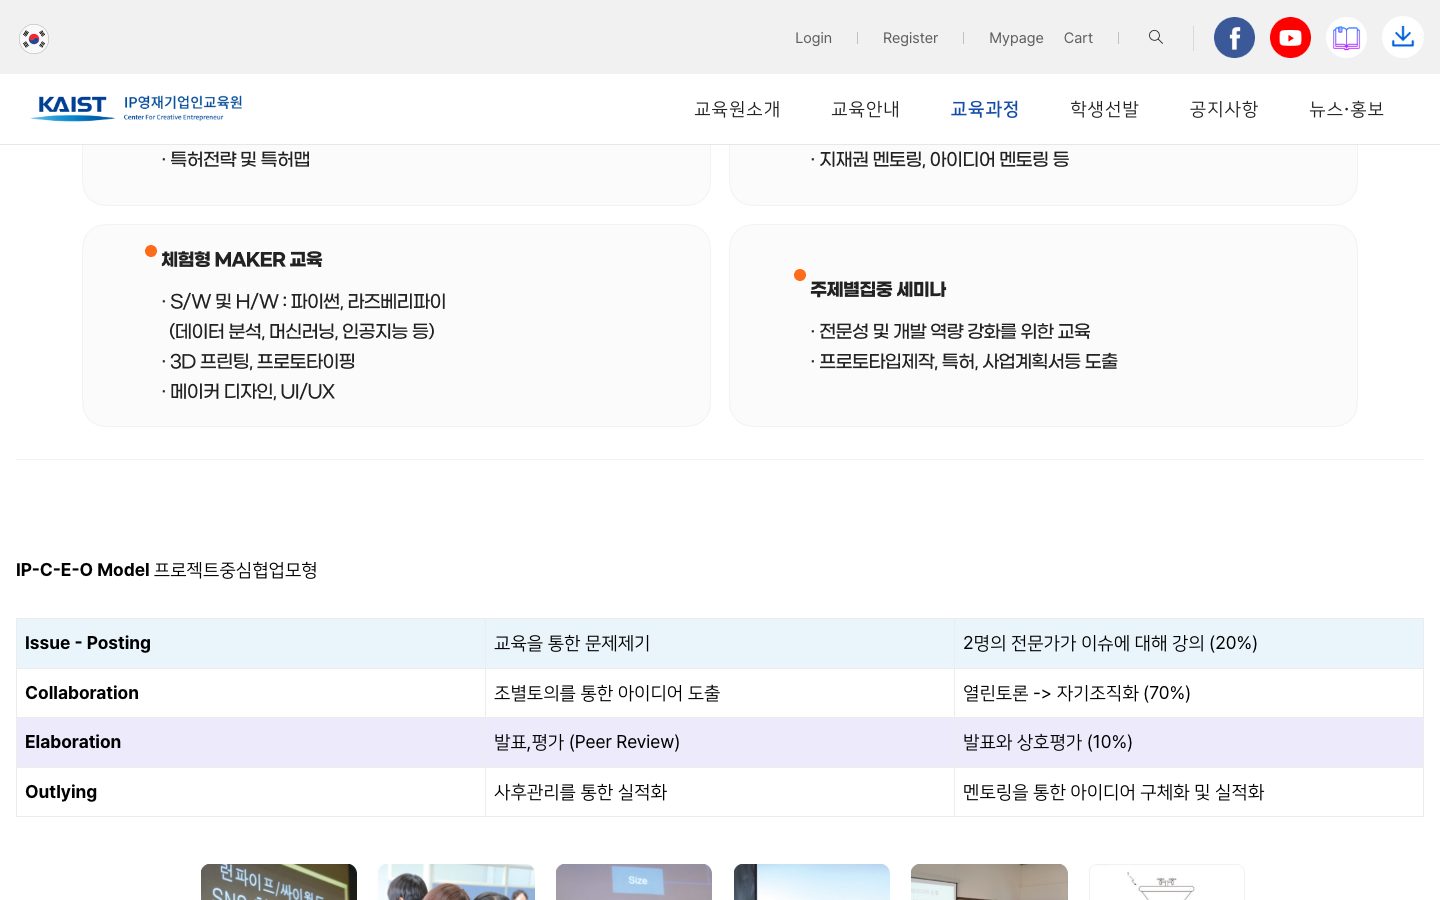 Login
Register
Mypage
Cart
KAIST
IP영재기업인교육원
Center For Creative Entrepreneur
교육원소개
교육안내
교육과정
학생선발
공지사항
뉴스·홍보
· 특허전략 및 특허맵
· 지재권 멘토링, 아이디어 멘토링 등
체험형 MAKER 교육
· S/W 및 H/W : 파이썬, 라즈베리파이
(데이터 분석, 머신러닝, 인공지능 등)
· 3D 프린팅, 프로토타이핑
· 메이커 디자인, UI/UX
주제별집중 세미나
· 전문성 및 개발 역량 강화를 위한 교육
· 프로토타입제작, 특허, 사업계획서등 도출
IP-C-E-O Model 프로젝트중심협업모형
Issue - Posting
교육을 통한 문제제기
2명의 전문가가 이슈에 대해 강의 (20%)
Collaboration
조별토의를 통한 아이디어 도출
열린토론 -> 자기조직화 (70%)
Elaboration
발표,평가 (Peer Review)
발표와 상호평가 (10%)
Outlying
사후관리를 통한 실적화
멘토링을 통한 아이디어 구체화 및 실적화
런파이프/싸이월드
Size